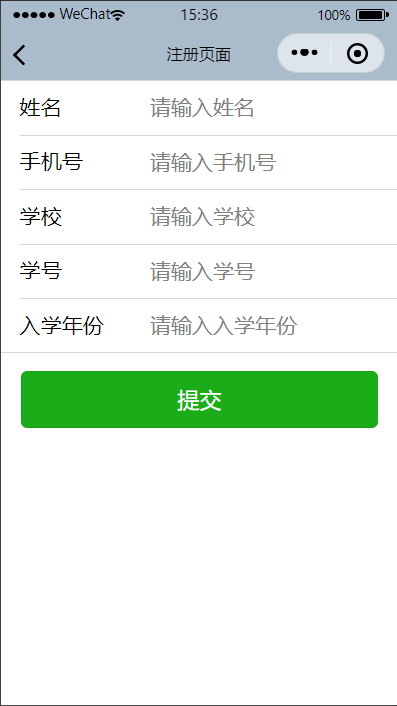 WeChat 15:36 100%
注册页面
姓名 请输入姓名
手机号 请输入手机号
学校 请输入学校
学号 请输入学号
入学年份 请输入入学年份
提交